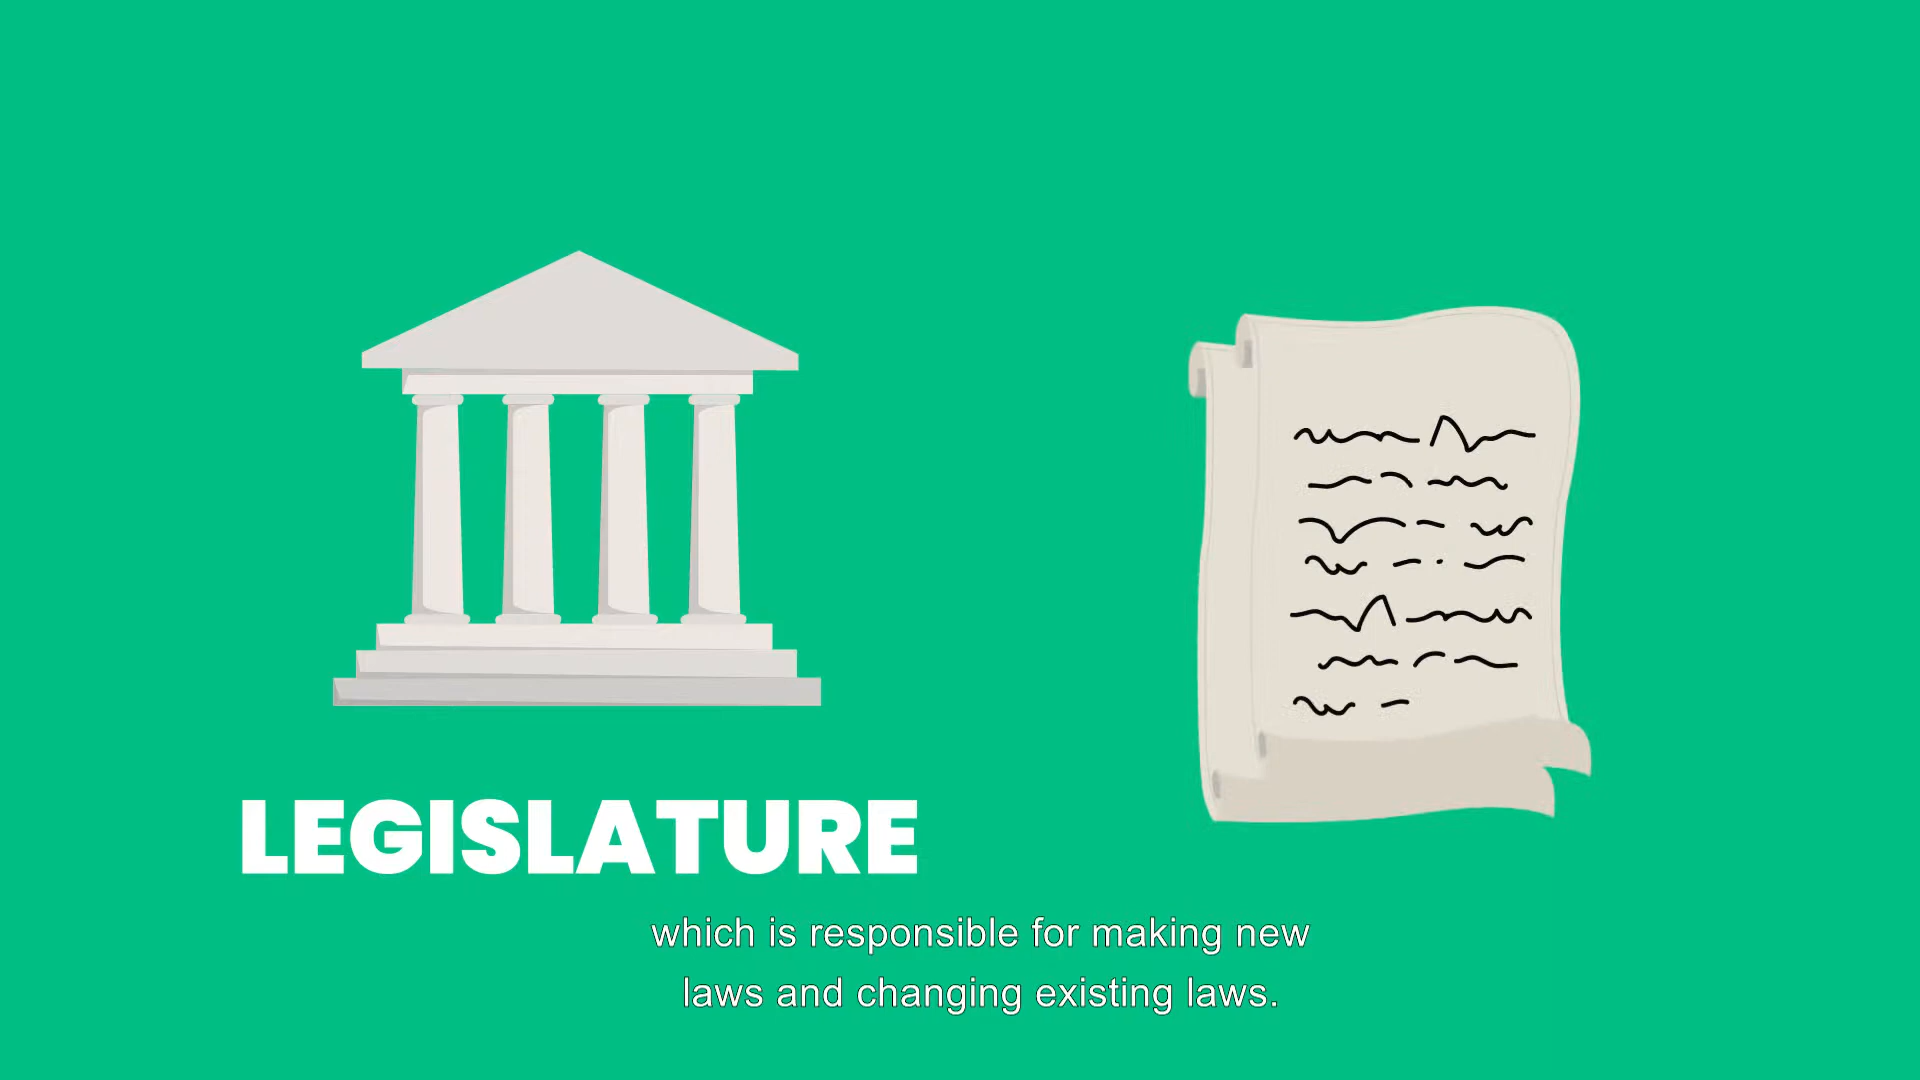 LEGISLATURE
which is responsible for making new
laws and changing existing laws.